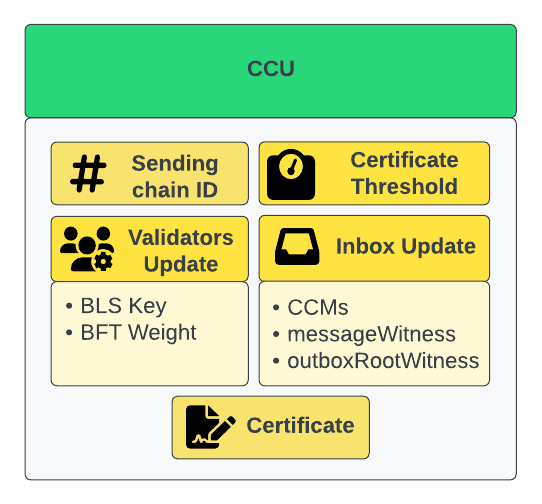 CCU
Sending
chain ID
Certificate
Threshold
Validators
Update
Inbox Update
• BLS Key
• BFT Weight
• CCMs
• messageWitness
• outboxRootWitness
Certificate